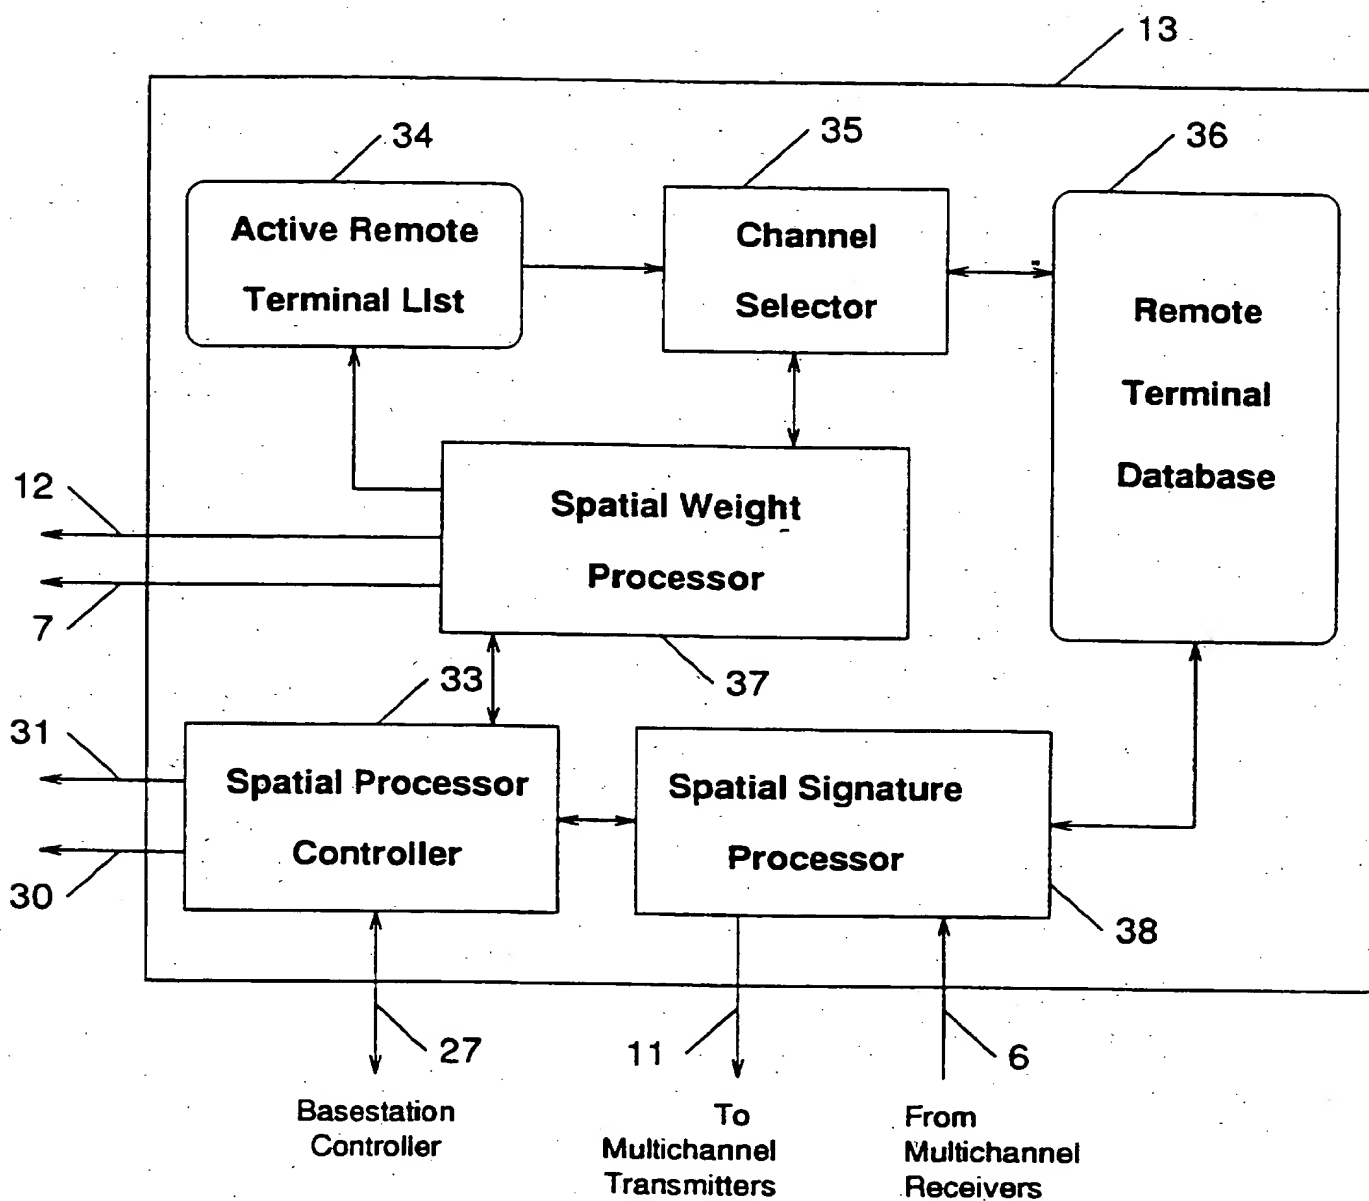 13
34
35
36
Active Remote
Terminal LIst
Channel
Selector
Remote
Terminal
Database
12
7
Spatial Weight
Processor
37
33
31
30
Spatial Processor
Controller
Spatial Signature
Processor
38
27
11
6
Basestation
Controller
To
Multichannel
Transmitters
From
Multichannel
Receivers